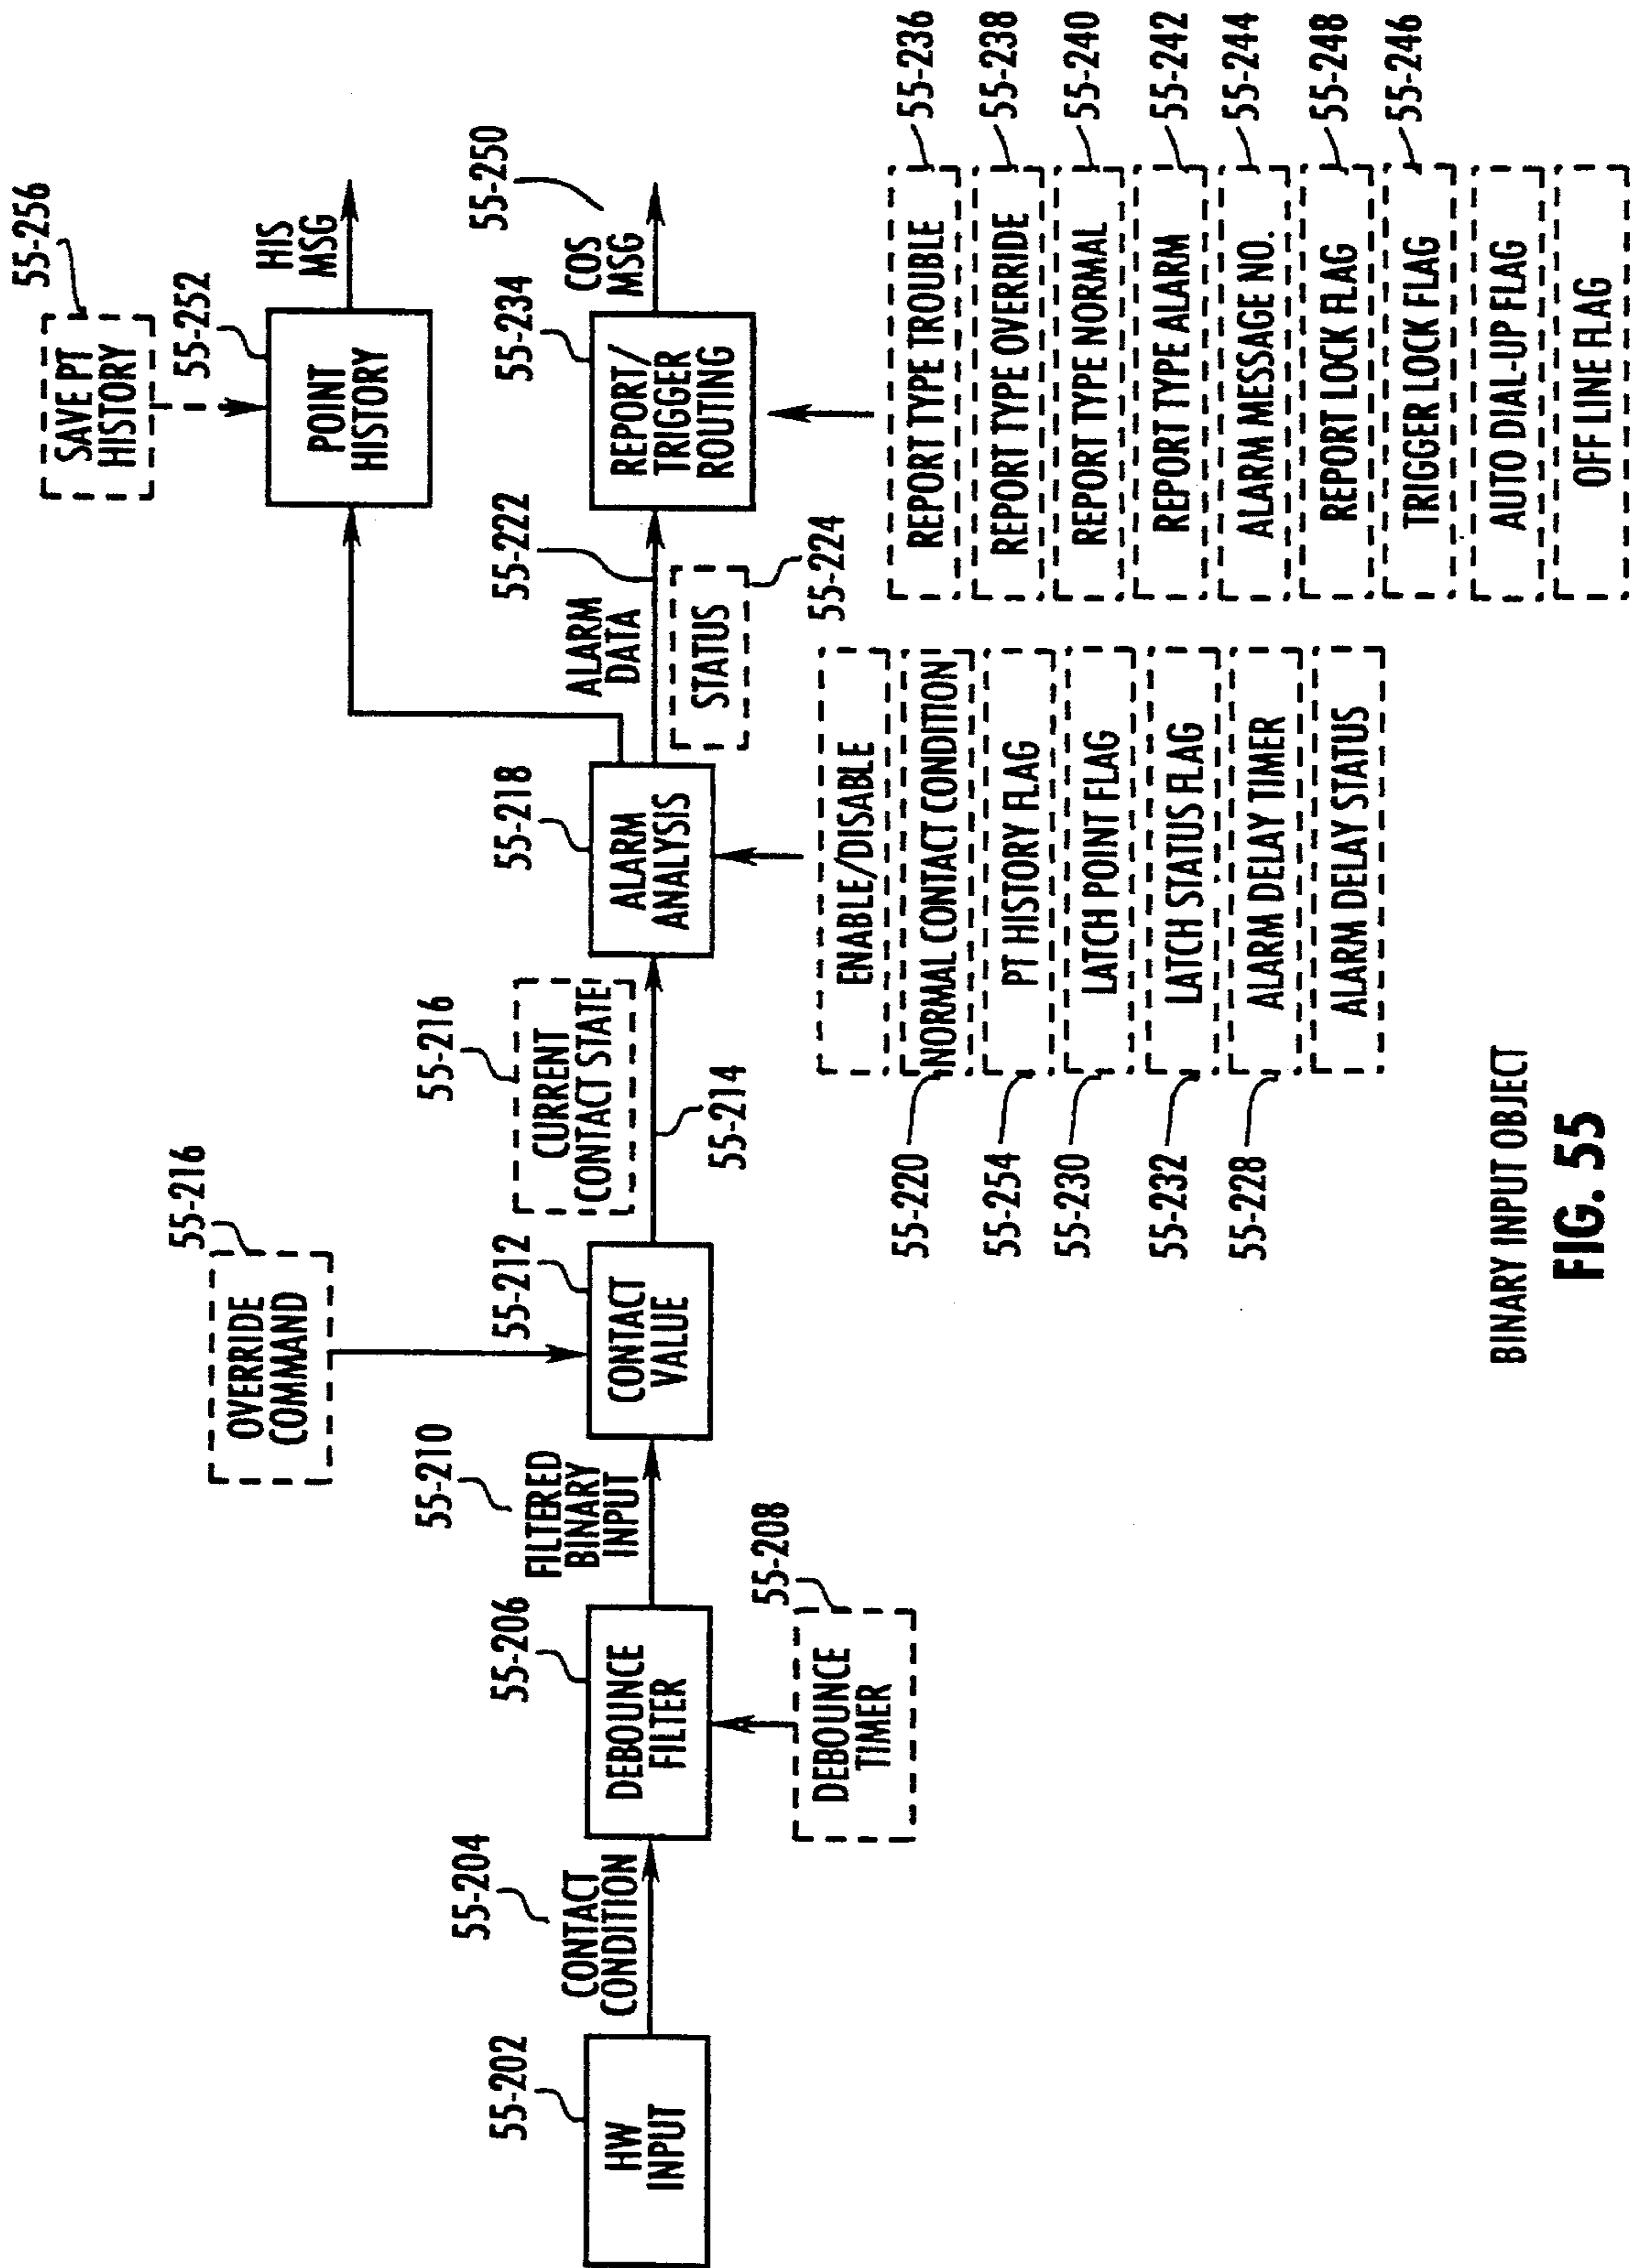 55-256
SAVE PT
HISTORY
55-252
POINT
HISTORY
HIS
MSG
55-216
OVERRIDE
COMMAND
55-202
HW
INPUT
55-204
CONTACT
CONDITION
55-206
DEBOUNCE
FILTER
55-208
DEBOUNCE
TIMER
55-210
FILTERED
BINARY
INPUT
55-212
CONTACT
VALUE
55-216
CURRENT
CONTACT STATE
55-214
55-218
ALARM
ANALYSIS
55-222
ALARM
DATA
STATUS
55-224
55-234
REPORT/
TRIGGER
ROUTING
55-250
COS
MSG
ENABLE/DISABLE
55-220
NORMAL CONTACT CONDITION
55-254
PT HISTORY FLAG
55-230
LATCH POINT FLAG
55-232
LATCH STATUS FLAG
55-228
ALARM DELAY TIMER
ALARM DELAY STATUS
REPORT TYPE TROUBLE
55-236
REPORT TYPE OVERRIDE
55-238
REPORT TYPE NORMAL
55-240
REPORT TYPE ALARM
55-242
ALARM MESSAGE NO.
55-244
REPORT LOCK FLAG
55-248
TRIGGER LOCK FLAG
55-246
AUTO DIAL-UP FLAG
OFF LINE FLAG
BINARY INPUT OBJECT
FIG. 55